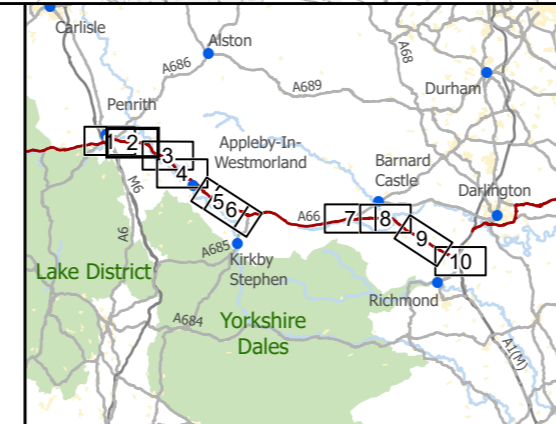 Carlisle
Alston
A686
A689
A68
Durham
Penrith
1
2
3
4
5
6
Appleby-In-
Westmorland
Barnard
Castle
Darlington
M6
A6
A66
7
8
9
10
A685
Kirkby
Stephen
Lake District
Richmond
A684
Yorkshire
Dales
A1(M)